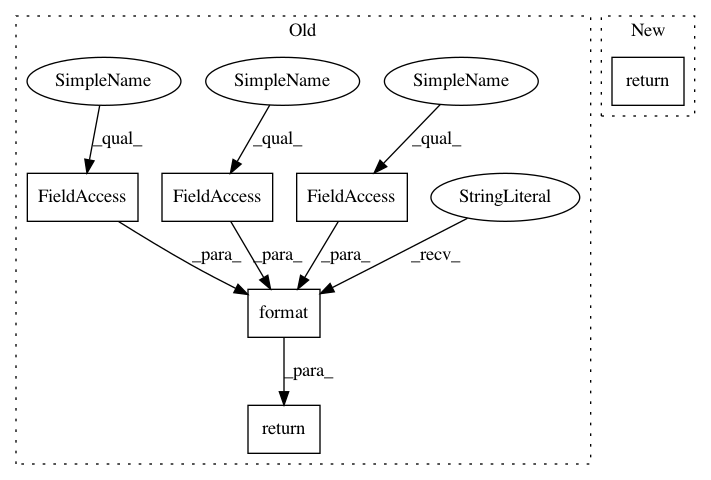 Old
New
SimpleName
SimpleName
SimpleName
return
_qual_
_qual_
_qual_
FieldAccess
FieldAccess
FieldAccess
StringLiteral
_para_
_para_
_para_
_recv_
format
_para_
return